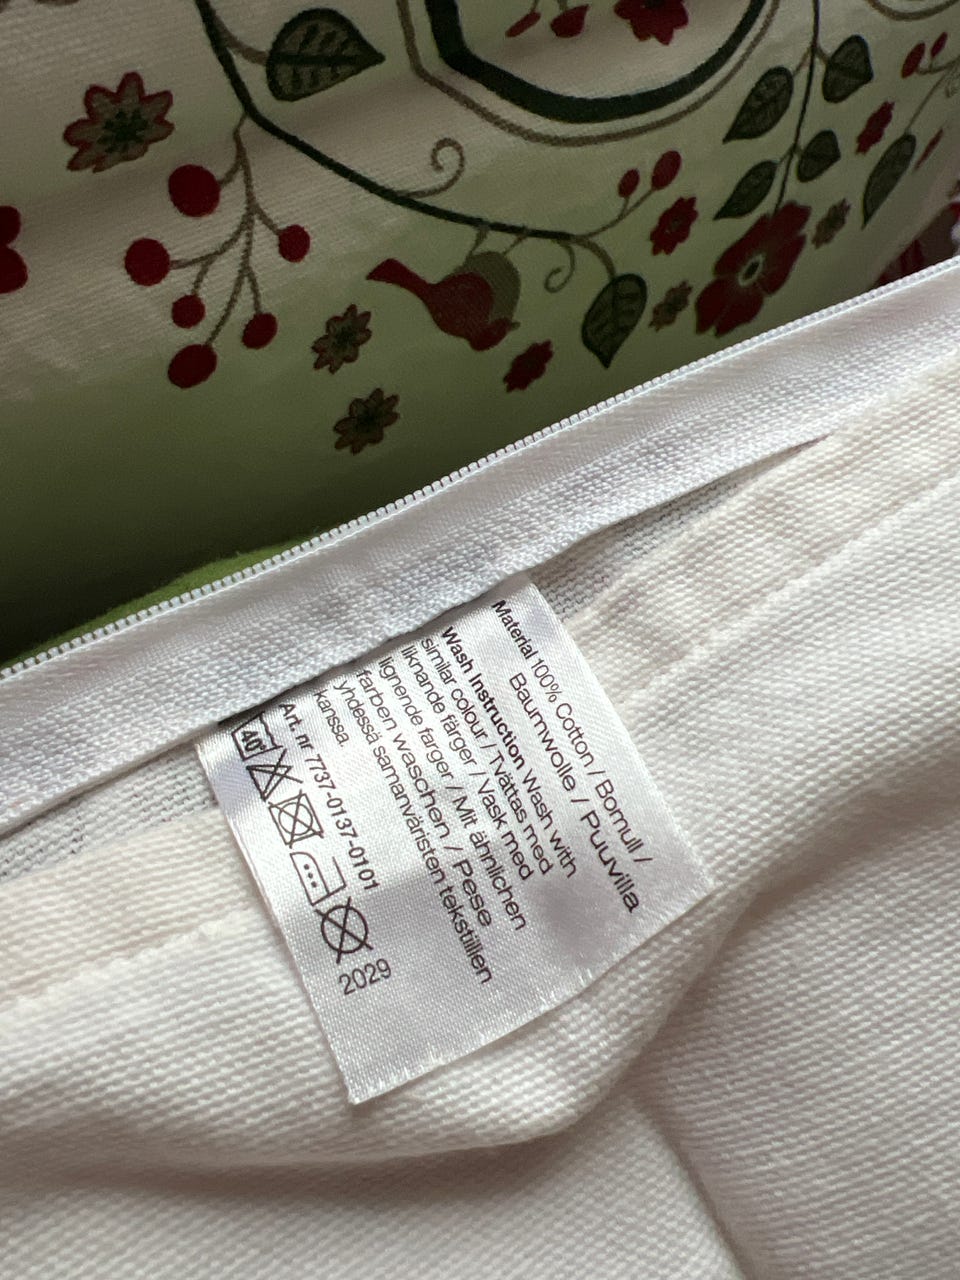 Material 100% Cotton / Bomull /
Baumwolle / Puuvilla
Wash Instruction Wash with
similar colour / Tvättas med
liknande färger / Vask med
lignende farger / Mit ähnlichen
farben waschen / Pese
yhdessä samanväristen tekstiilien
kanssa.
Art. nr 7737-0137-0101
40°
2029